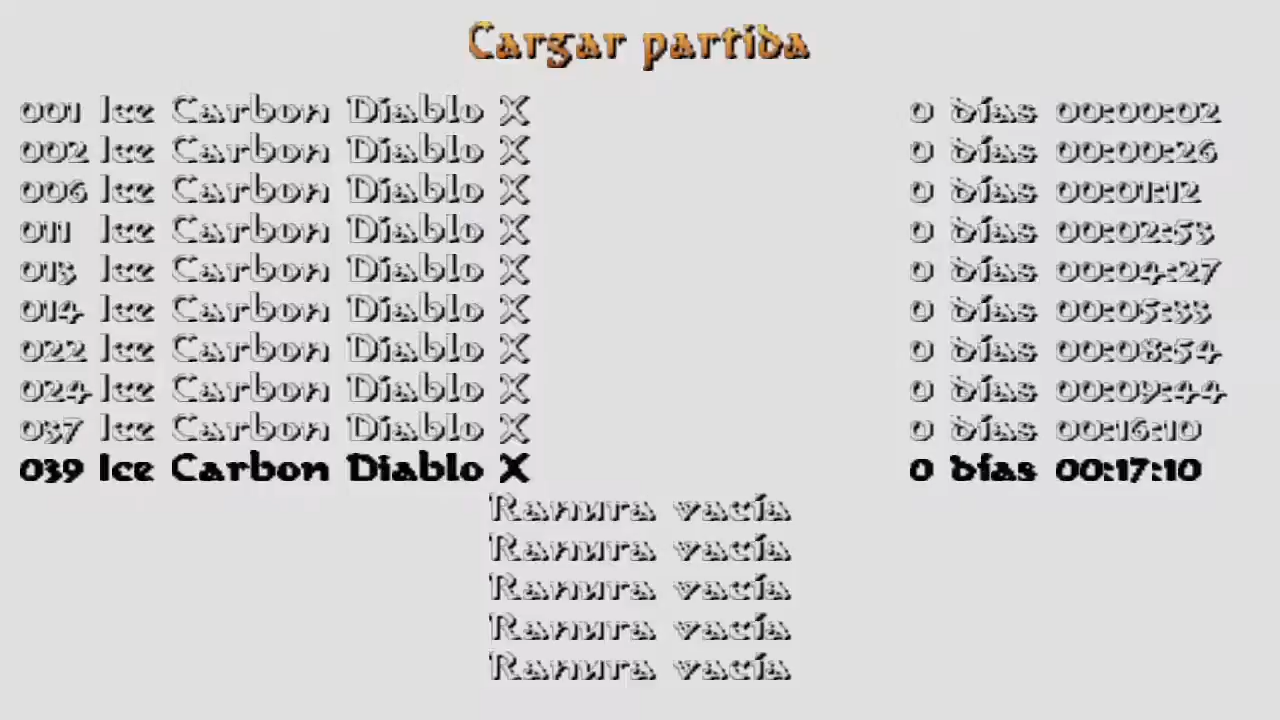 Cargar partida
001 Ice Carbon Diablo X 0 días 00:00:02
002 Ice Carbon Diablo X 0 días 00:00:26
006 Ice Carbon Diablo X 0 días 00:01:12
011 Ice Carbon Diablo X 0 días 00:02:53
013 Ice Carbon Diablo X 0 días 00:04:27
014 Ice Carbon Diablo X 0 días 00:05:33
022 Ice Carbon Diablo X 0 días 00:08:54
024 Ice Carbon Diablo X 0 días 00:09:44
037 Ice Carbon Diablo X 0 días 00:16:10
039 Ice Carbon Diablo X 0 días 00:17:10
Ranura vacía
Ranura vacía
Ranura vacía
Ranura vacía
Ranura vacía